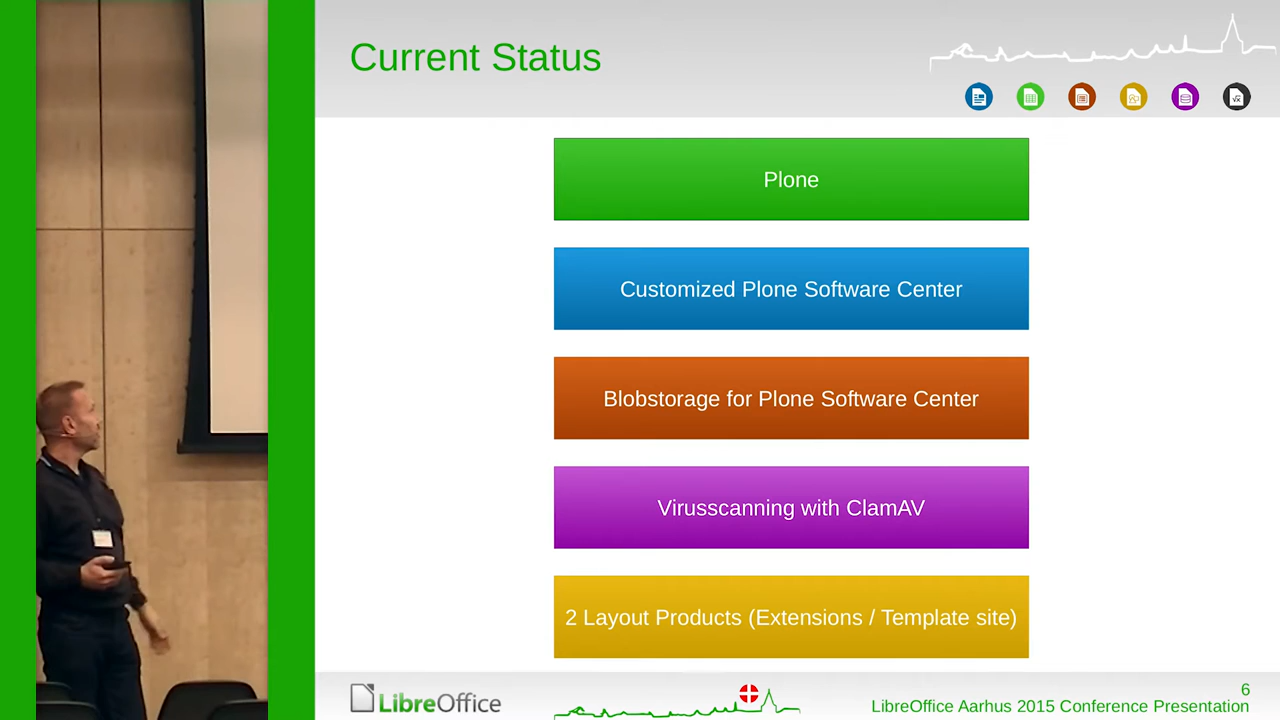 Current Status
Plone
Customized Plone Software Center
Blobstorage for Plone Software Center
Virusscanning with ClamAV
2 Layout Products (Extensions / Template site)
LibreOffice
6
LibreOffice Aarhus 2015 Conference Presentation